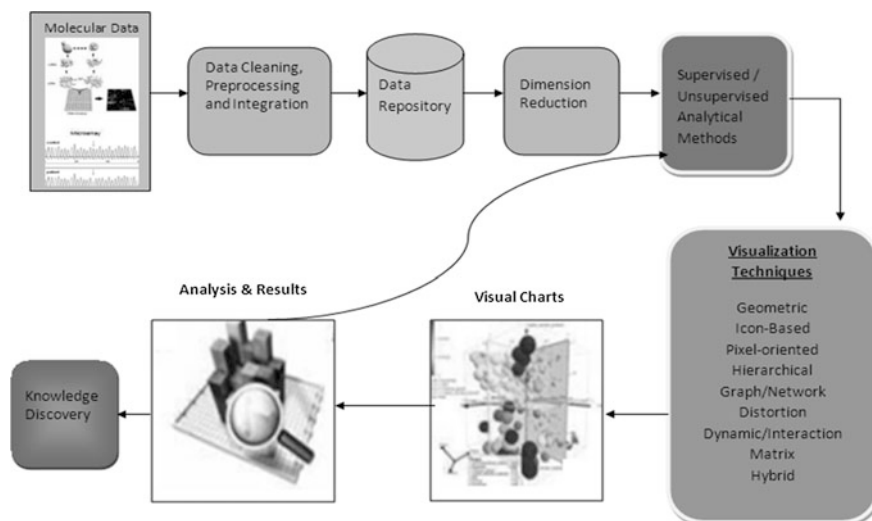 Molecular Data
Microarray
Data Cleaning,
Preprocessing
and Integration
Data
Repository
Dimension
Reduction
Supervised /
Unsupervised
Analytical
Methods
Visualization
Techniques
Geometric
Icon-Based
Pixel-oriented
Hierarchical
Graph/Network
Distortion
Dynamic/Interaction
Matrix
Hybrid
Visual Charts
Analysis & Results
Knowledge
Discovery